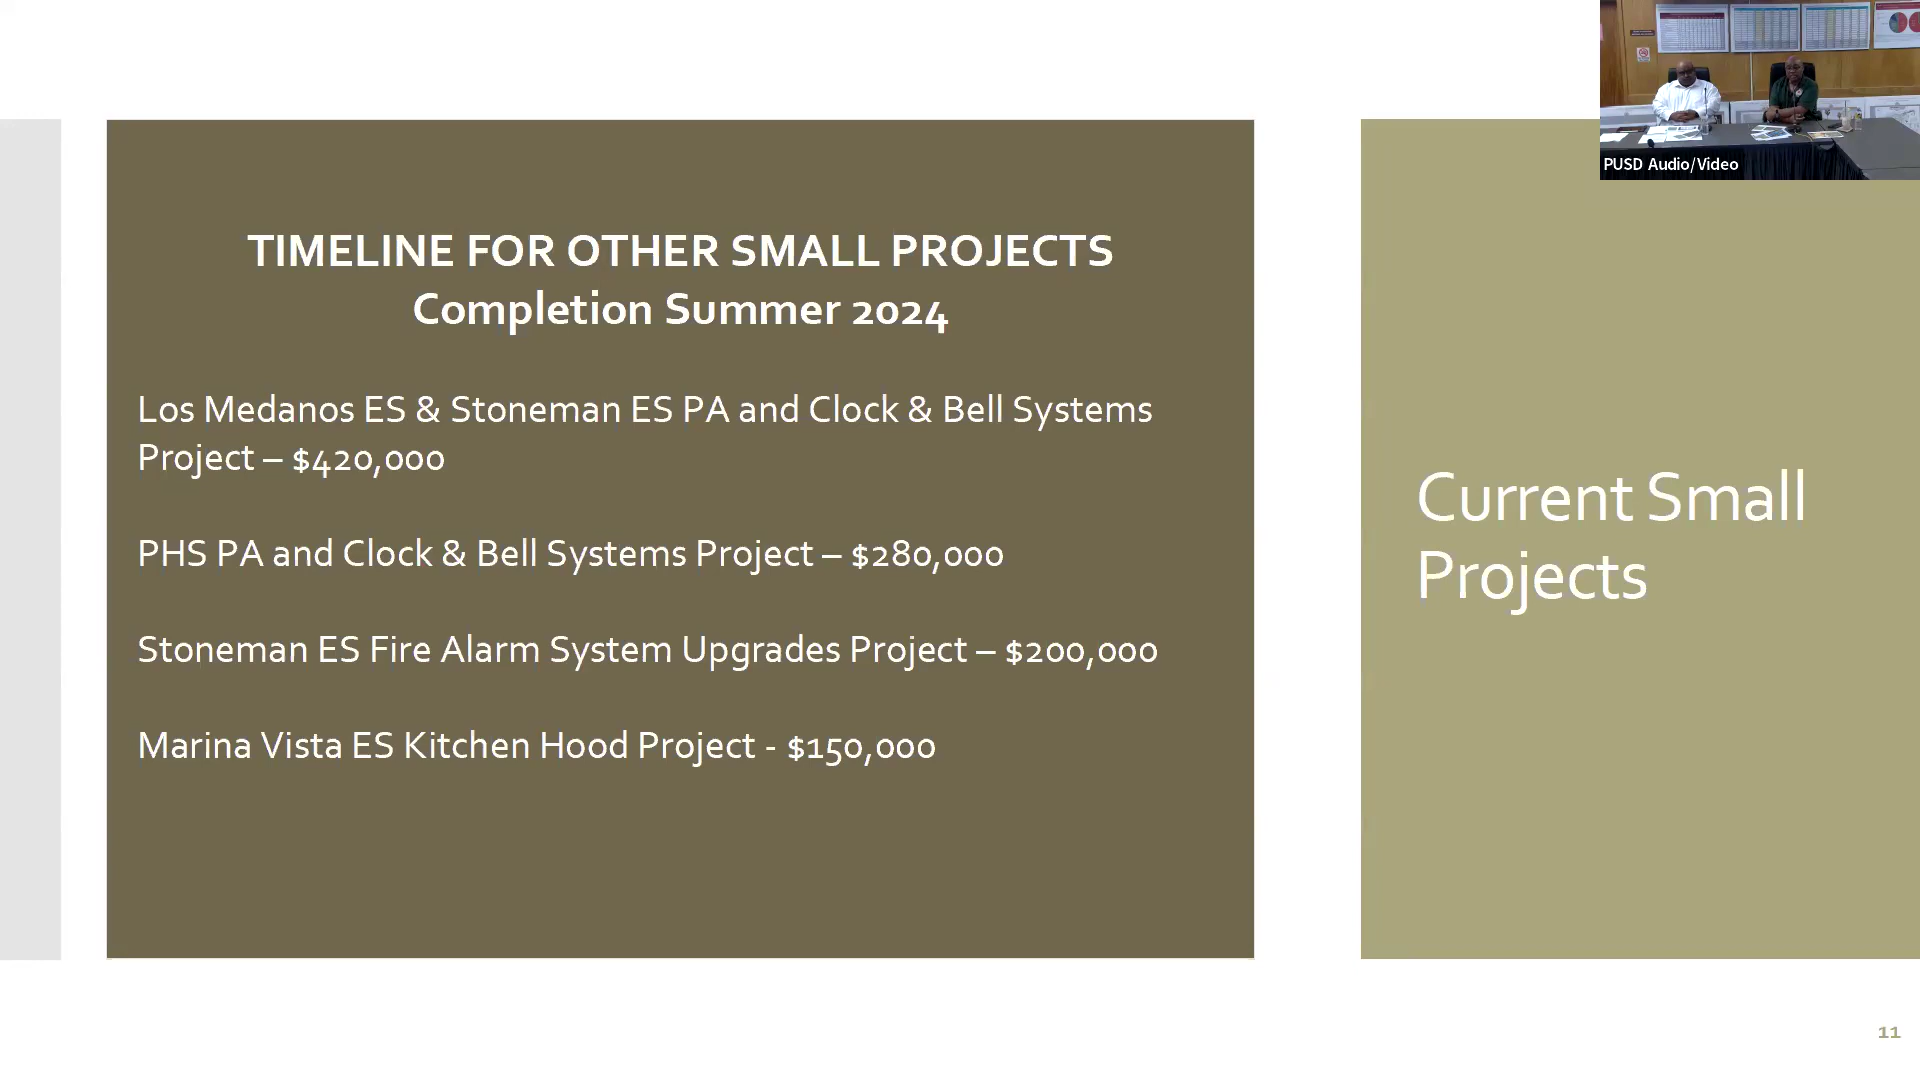 PUSD Audio/Video
TIMELINE FOR OTHER SMALL PROJECTS
Completion Summer 2024
Los Medanos ES & Stoneman ES PA and Clock & Bell Systems
Project – $420,000
PHS PA and Clock & Bell Systems Project – $280,000
Stoneman ES Fire Alarm System Upgrades Project – $200,000
Marina Vista ES Kitchen Hood Project - $150,000
Current Small
Projects
11